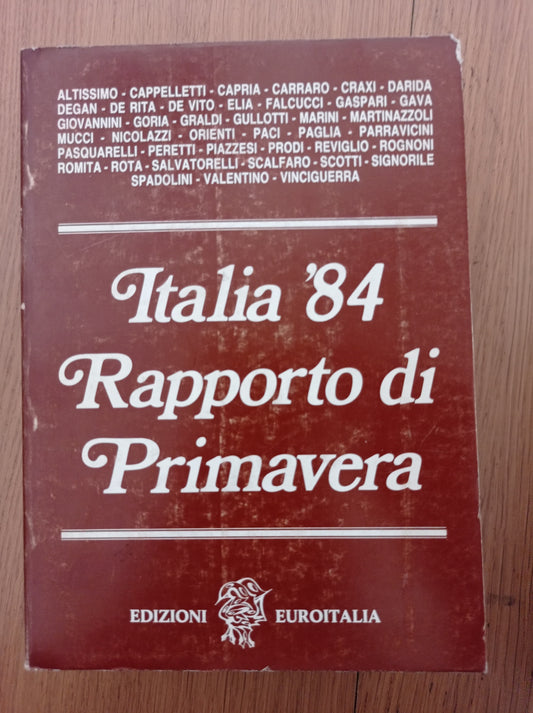 ALTISSIMO - CAPPELLETTI - CAPRIA - CARRARO - CRAXI - DARIDA
DEGAN - DE RITA - DE VITO - ELIA - FALCUCCI - GASPARI - GAVA
GIOVANNINI - GORIA - GRALDI - GULLOTTI - MARINI - MARTINAZZOLI
MUCCI - NICOLAZZI - ORIENTI - PACI - PAGLIA - PARRAVICINI
PASQUARELLI - PERETTI - PIAZZESI - PRODI - REVIGLIO - ROGNONI
ROMITA - ROTA - SALVATORELLI - SCALFARO - SCOTTI - SIGNORILE
SPADOLINI - VALENTINO - VINCIGUERRA
Italia '84
Rapporto di
Primavera
EDIZIONI EUROITALIA